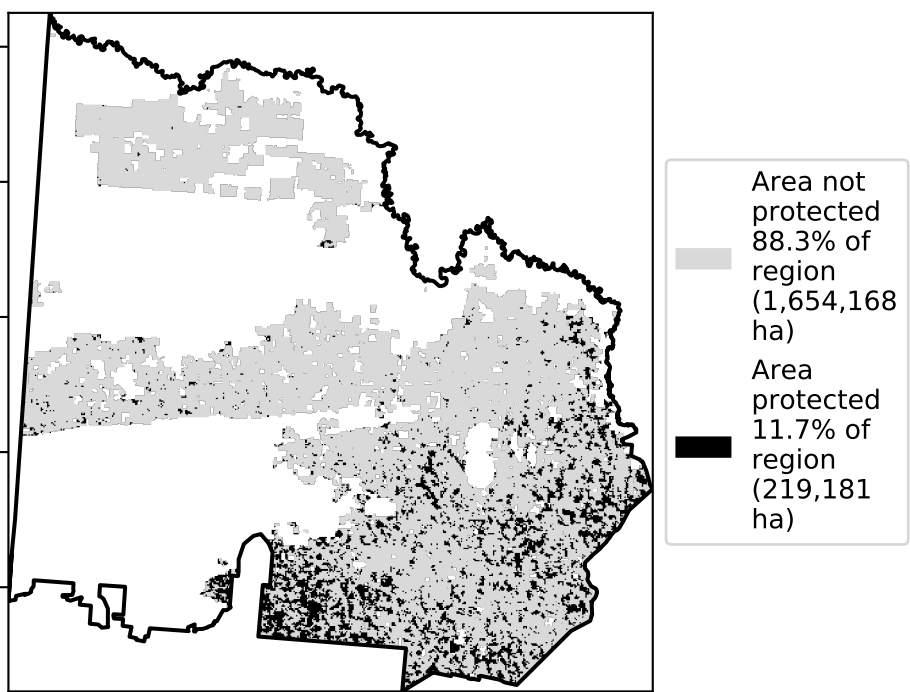 Area not
protected
88.3% of
region
(1,654,168
ha)
Area
protected
11.7% of
region
(219,181
ha)